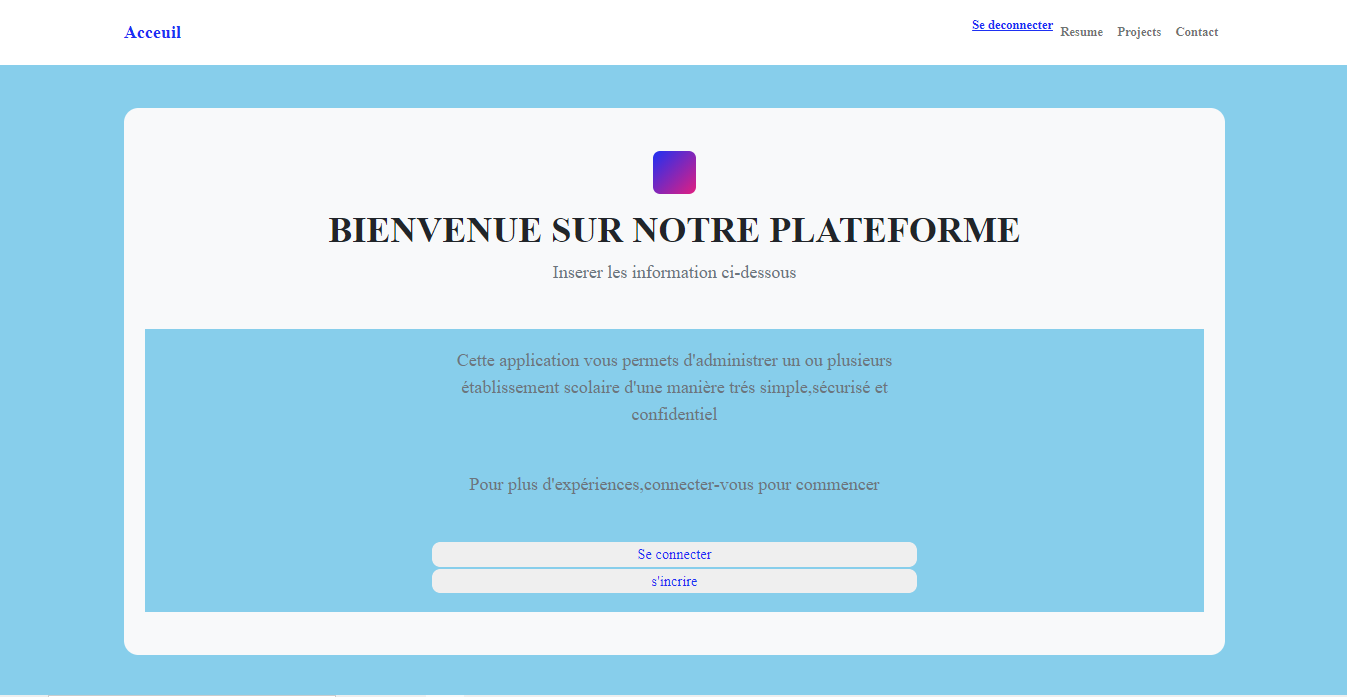 Acceuil
Se deconnecter
Resume
Projects
Contact
BIENVENUE SUR NOTRE PLATEFORME
Inserer les information ci-dessous
Cette application vous permets d'administrer un ou plusieurs
établissement scolaire d'une manière trés simple,sécurisé et
confidentiel
Pour plus d'expériences,connecter-vous pour commencer
Se connecter
s'incrire